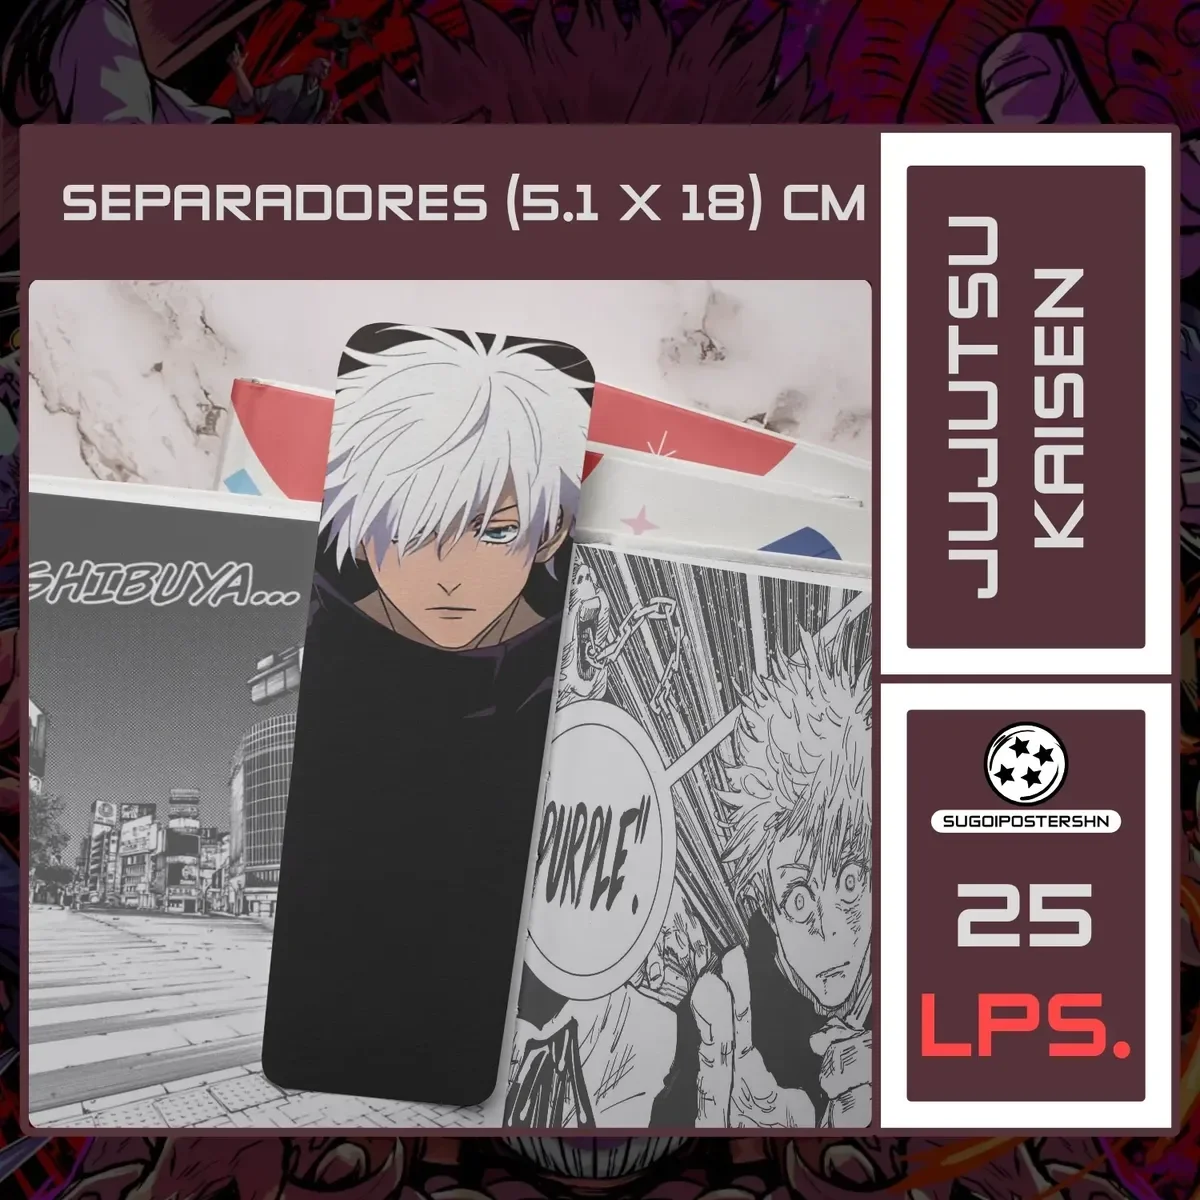 SEPARADORES (5.1 X 18) CM
JUJUTSU
KAISEN
SHIBUYA...
PURPLE".
SUGOIPOSTERSHN
25
LPS.